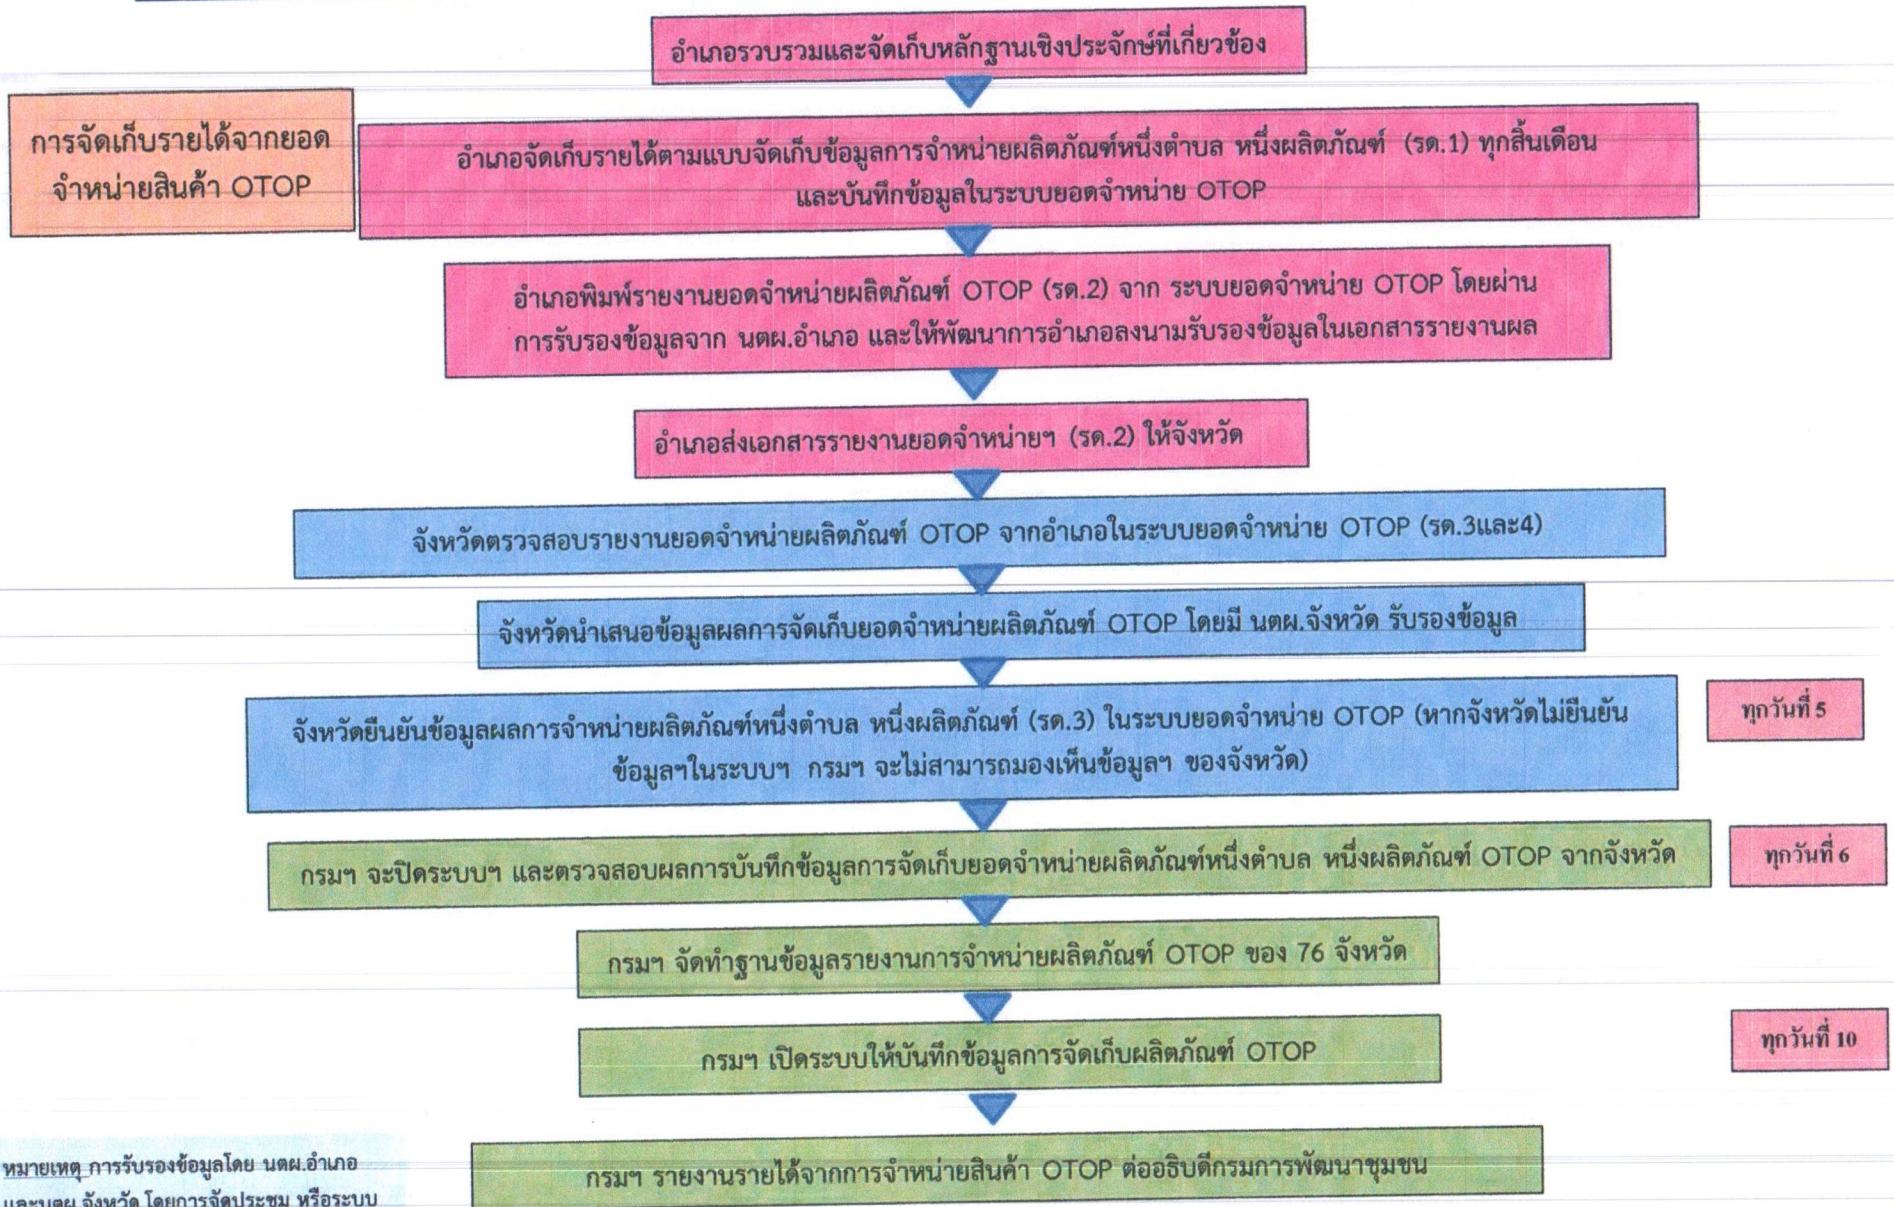 อำเภอรวบรวมและจัดเก็บหลักฐานเชิงประจักษ์ที่เกี่ยวข้อง
การจัดเก็บรายได้จากยอด
จำหน่ายสินค้า OTOP
อำเภอจัดเก็บรายได้ตามแบบจัดเก็บข้อมูลการจำหน่ายผลิตภัณฑ์หนึ่งตำบล หนึ่งผลิตภัณฑ์ (รด.1) ทุกสิ้นเดือน
และบันทึกข้อมูลในระบบยอดจำหน่าย OTOP
อำเภอพิมพ์รายงานยอดจำหน่ายผลิตภัณฑ์ OTOP (รด.2) จาก ระบบยอดจำหน่าย OTOP โดยผ่าน
การรับรองข้อมูลจาก นตผ.อำเภอ และให้พัฒนาการอำเภอลงนามรับรองข้อมูลในเอกสารรายงานผล
อำเภอส่งเอกสารรายงานยอดจำหน่ายฯ (รด.2) ให้จังหวัด
จังหวัดตรวจสอบรายงานยอดจำหน่ายผลิตภัณฑ์ OTOP จากอำเภอในระบบยอดจำหน่าย OTOP (รด.3และ4)
จังหวัดนำเสนอข้อมูลผลการจัดเก็บยอดจำหน่ายผลิตภัณฑ์ OTOP โดยมี นตผ.จังหวัด รับรองข้อมูล
จังหวัดยืนยันข้อมูลผลการจำหน่ายผลิตภัณฑ์หนึ่งตำบล หนึ่งผลิตภัณฑ์ (รด.3) ในระบบยอดจำหน่าย OTOP (หากจังหวัดไม่ยืนยัน
ข้อมูลฯในระบบฯ กรมฯ จะไม่สามารถมองเห็นข้อมูลฯ ของจังหวัด)
ทุกวันที่ 5
กรมฯ จะปิดระบบฯ และตรวจสอบผลการบันทึกข้อมูลการจัดเก็บยอดจำหน่ายผลิตภัณฑ์หนึ่งตำบล หนึ่งผลิตภัณฑ์ OTOP จากจังหวัด
ทุกวันที่ 6
กรมฯ จัดทำฐานข้อมูลรายงานการจำหน่ายผลิตภัณฑ์ OTOP ของ 76 จังหวัด
กรมฯ เปิดระบบให้บันทึกข้อมูลการจัดเก็บผลิตภัณฑ์ OTOP
ทุกวันที่ 10
กรมฯ รายงานรายได้จากการจำหน่ายสินค้า OTOP ต่ออธิบดีกรมการพัฒนาชุมชน
หมายเหตุ การรับรองข้อมูลโดย นตผ.อำเภอ
และนตผ.จังหวัด โดยการจัดประชุม หรือระบบ